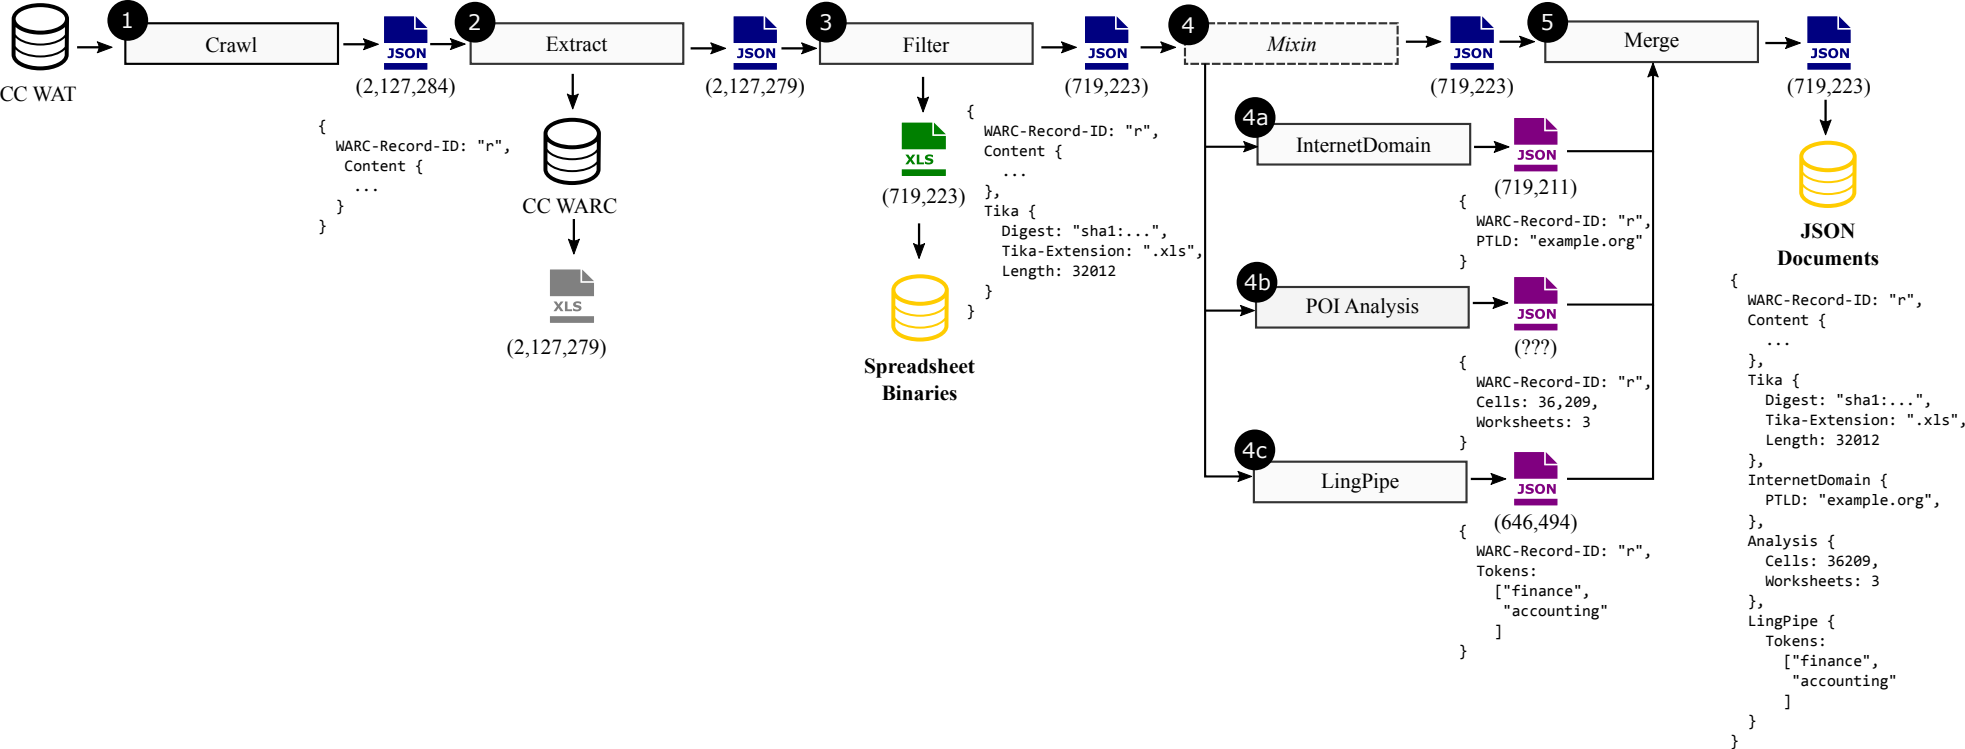 1
Crawl
CC WAT
JSON
(2,127,284)
{
WARC-Record-ID: "r",
Content {
...
}
}
2
Extract
CC WARC
XLS
(2,127,279)
JSON
(2,127,279)
3
Filter
XLS
(719,223)
Spreadsheet
Binaries
JSON
(719,223)
{
WARC-Record-ID: "r",
Content {
...
},
Tika {
Digest: "sha1:...",
Tika-Extension: ".xls",
Length: 32012
}
}
4
Mixin
JSON
(719,223)
4a
InternetDomain
JSON
(719,211)
{
WARC-Record-ID: "r",
PTLD: "example.org"
}
4b
POI Analysis
JSON
(???)
{
WARC-Record-ID: "r",
Cells: 36,209,
Worksheets: 3
}
4c
LingPipe
JSON
(646,494)
{
WARC-Record-ID: "r",
Tokens:
["finance",
"accounting"
]
}
5
Merge
JSON
(719,223)
JSON
Documents
{
WARC-Record-ID: "r",
Content {
...
},
Tika {
Digest: "sha1:...",
Tika-Extension: ".xls",
Length: 32012
},
InternetDomain {
PTLD: "example.org",
},
Analysis {
Cells: 36209,
Worksheets: 3
},
LingPipe {
Tokens:
["finance",
"accounting"
]
}
}